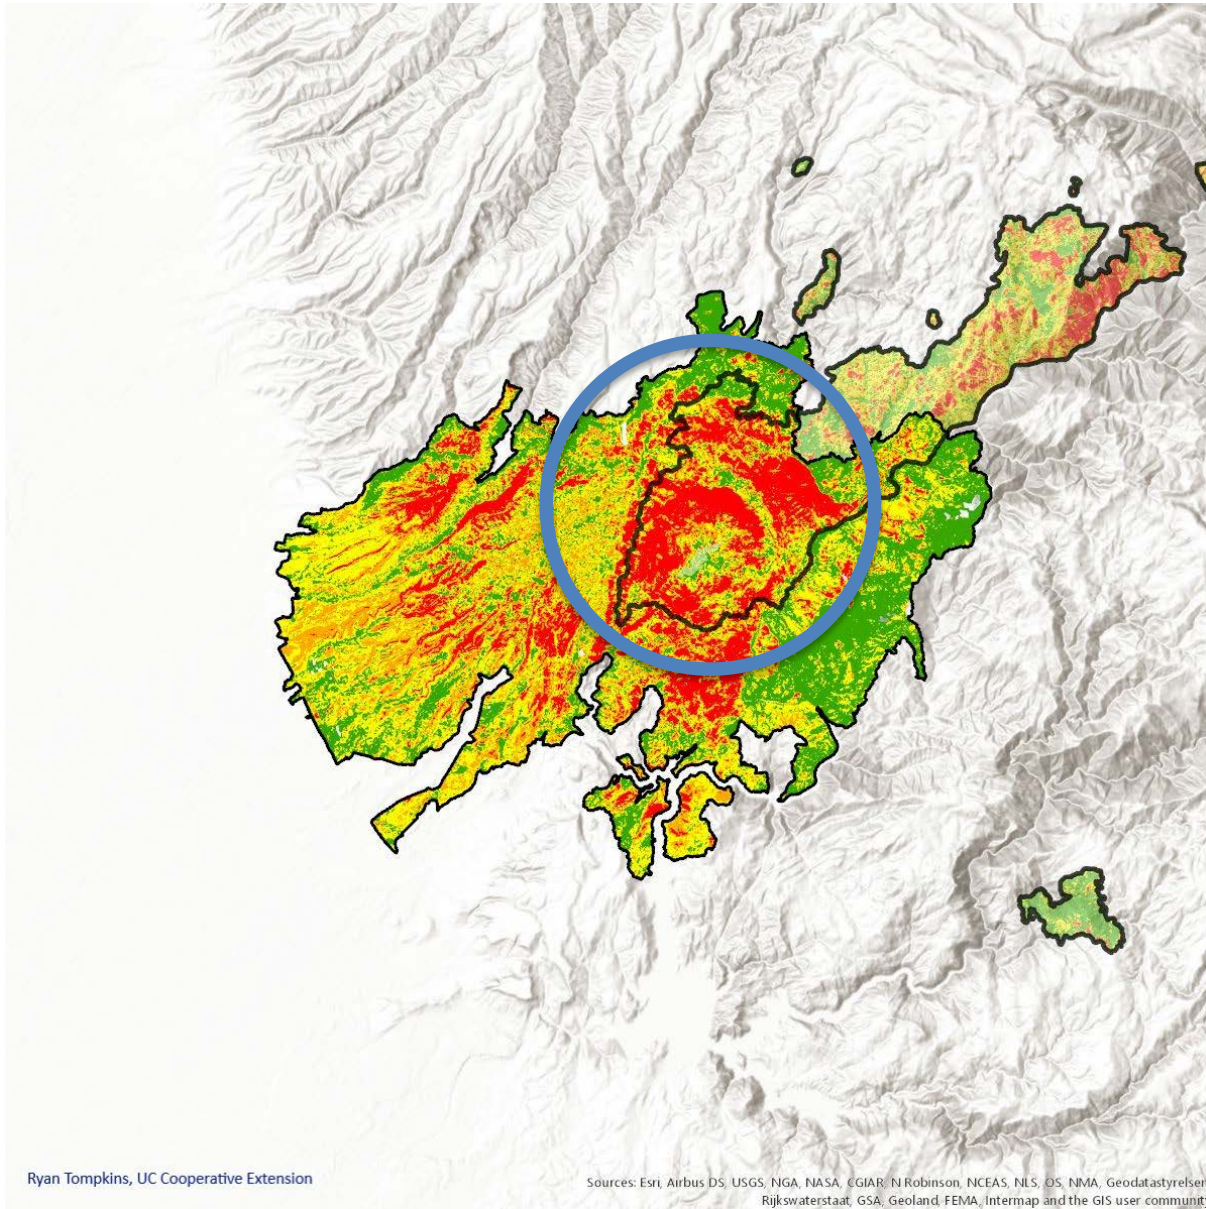 Ryan Tompkins, UC Cooperative Extension
Sources: Esri, Airbus DS, USGS, NGA, NASA, CGIAR, N Robinson, NCEAS, NLS, OS, NMA, Geodatastyrelsen,
Rijkswaterstaat, GSA, Geoland, FEMA, Intermap and the GIS user community